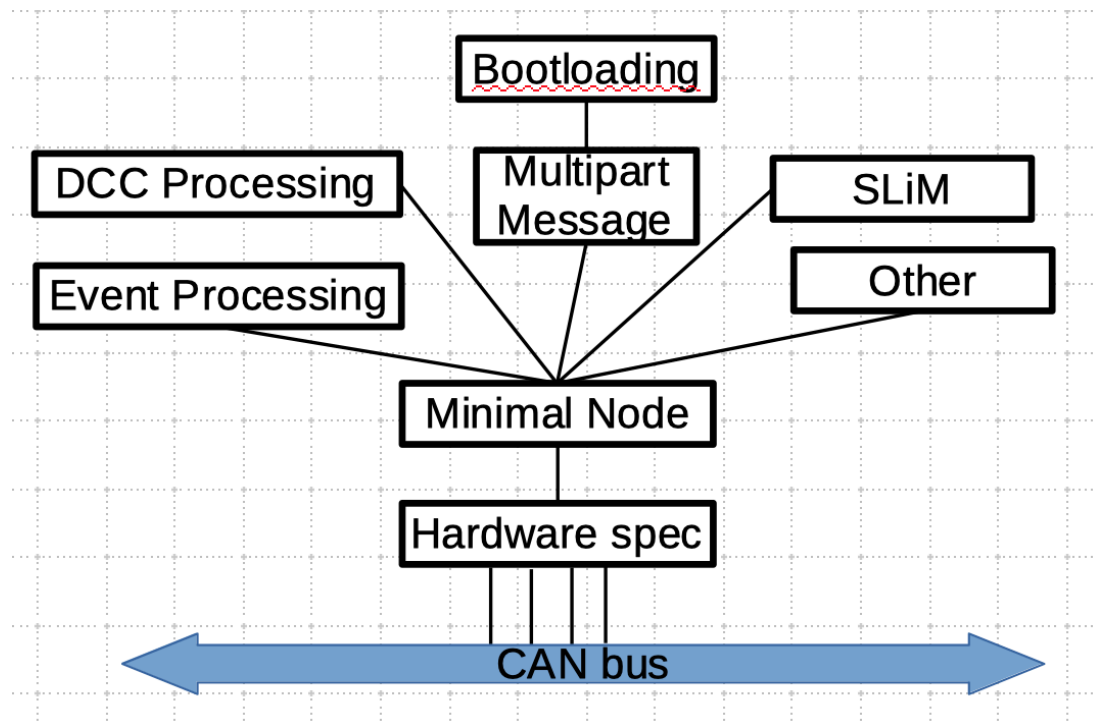 Bootloading
DCC Processing
Multipart
Message
SLiM
Event Processing
Other
Minimal Node
Hardware spec
CAN bus